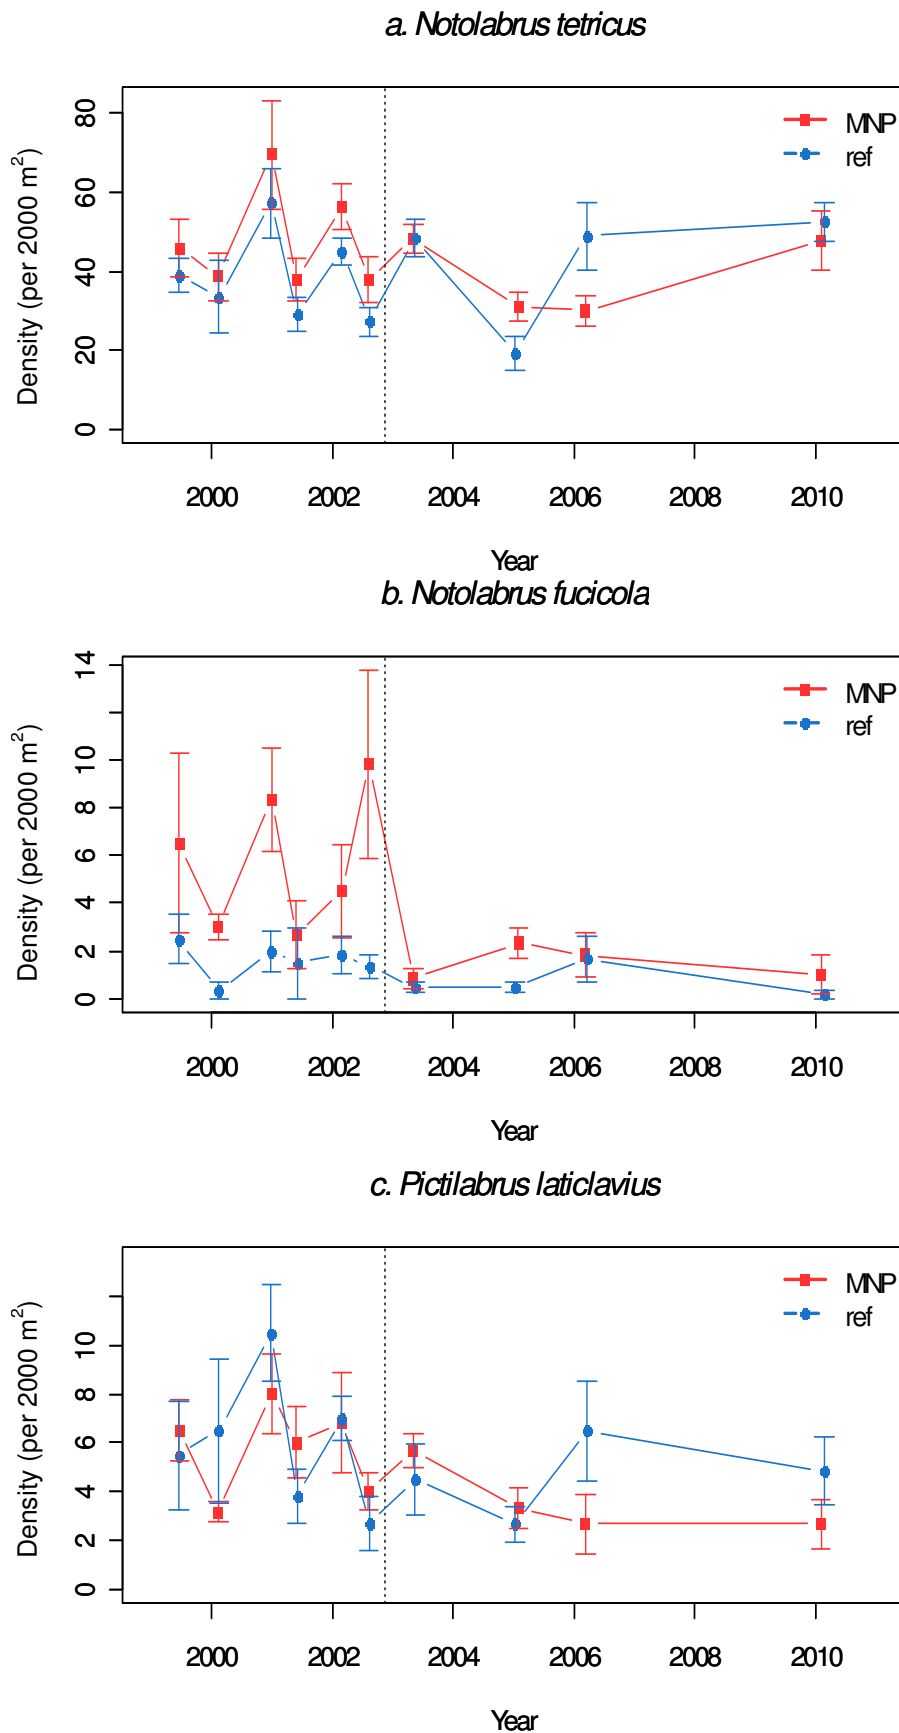 a. Notolabrus tetricus
Density (per 2000 m²)
0 20 40 60 80
MNP
ref
2000 2002 2004 2006 2008 2010
Year
b. Notolabrus fucicola
Density (per 2000 m²)
0 2 4 6 8 10 14
MNP
ref
2000 2002 2004 2006 2008 2010
Year
c. Pictilabrus laticlavius
Density (per 2000 m²)
0 2 4 6 8 10
MNP
ref
2000 2002 2004 2006 2008 2010
Year